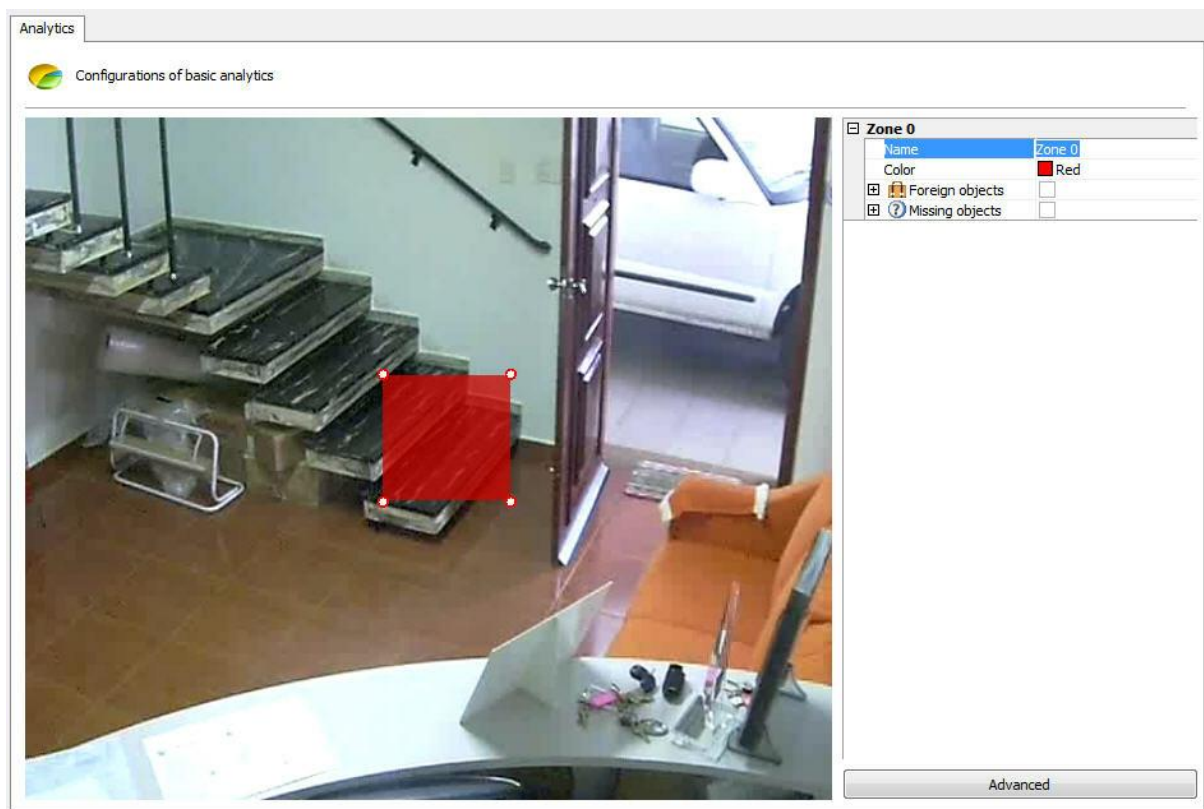 Analytics
Configurations of basic analytics
Zone 0
Name Zone 0
Color Red
Foreign objects
Missing objects
Advanced